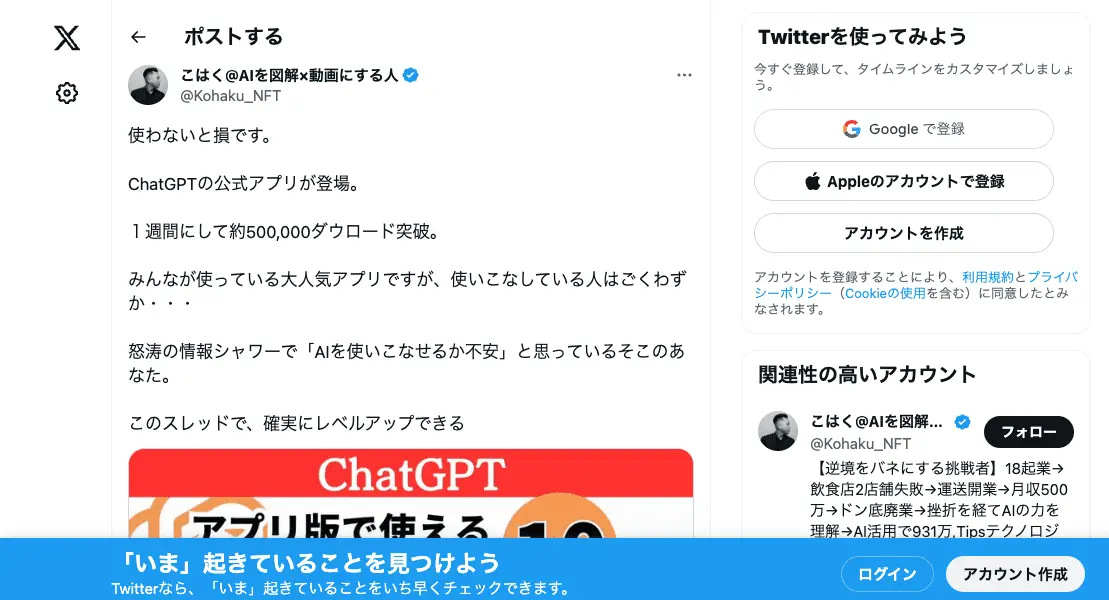 ポストする
こはく@AIを図解×動画にする人
@Kohaku_NFT
使わないと損です。
ChatGPTの公式アプリが登場。
１週間にして約500,000ダウロード突破。
みんなが使っている大人気アプリですが、使いこなしている人はごくわず
か・・・
怒涛の情報シャワーで「AIを使いこなせるか不安」と思っているそこのあ
なた。
このスレッドで、確実にレベルアップできる
ChatGPT
アプリ版で使える
10
Twitterを使ってみよう
今すぐ登録して、タイムラインをカスタマイズしましょ
う。
Google で登録
Appleのアカウントで登録
アカウントを作成
アカウントを登録することにより、利用規約とプライバ
シーポリシー（Cookieの使用を含む）に同意したとみ
なされます。
関連性の高いアカウント
こはく@AIを図解...
@Kohaku_NFT
フォロー
【逆境をバネにする挑戦者】18起業→
飲食店2店舗失敗→運送開業→月収500
万→ドン底廃業→挫折を経てAIの力を
理解→AI活用で931万,Tipsテクノロジ
「いま」起きていることを見つけよう
Twitterなら、「いま」起きていることをいち早くチェックできます。
ログイン
アカウント作成